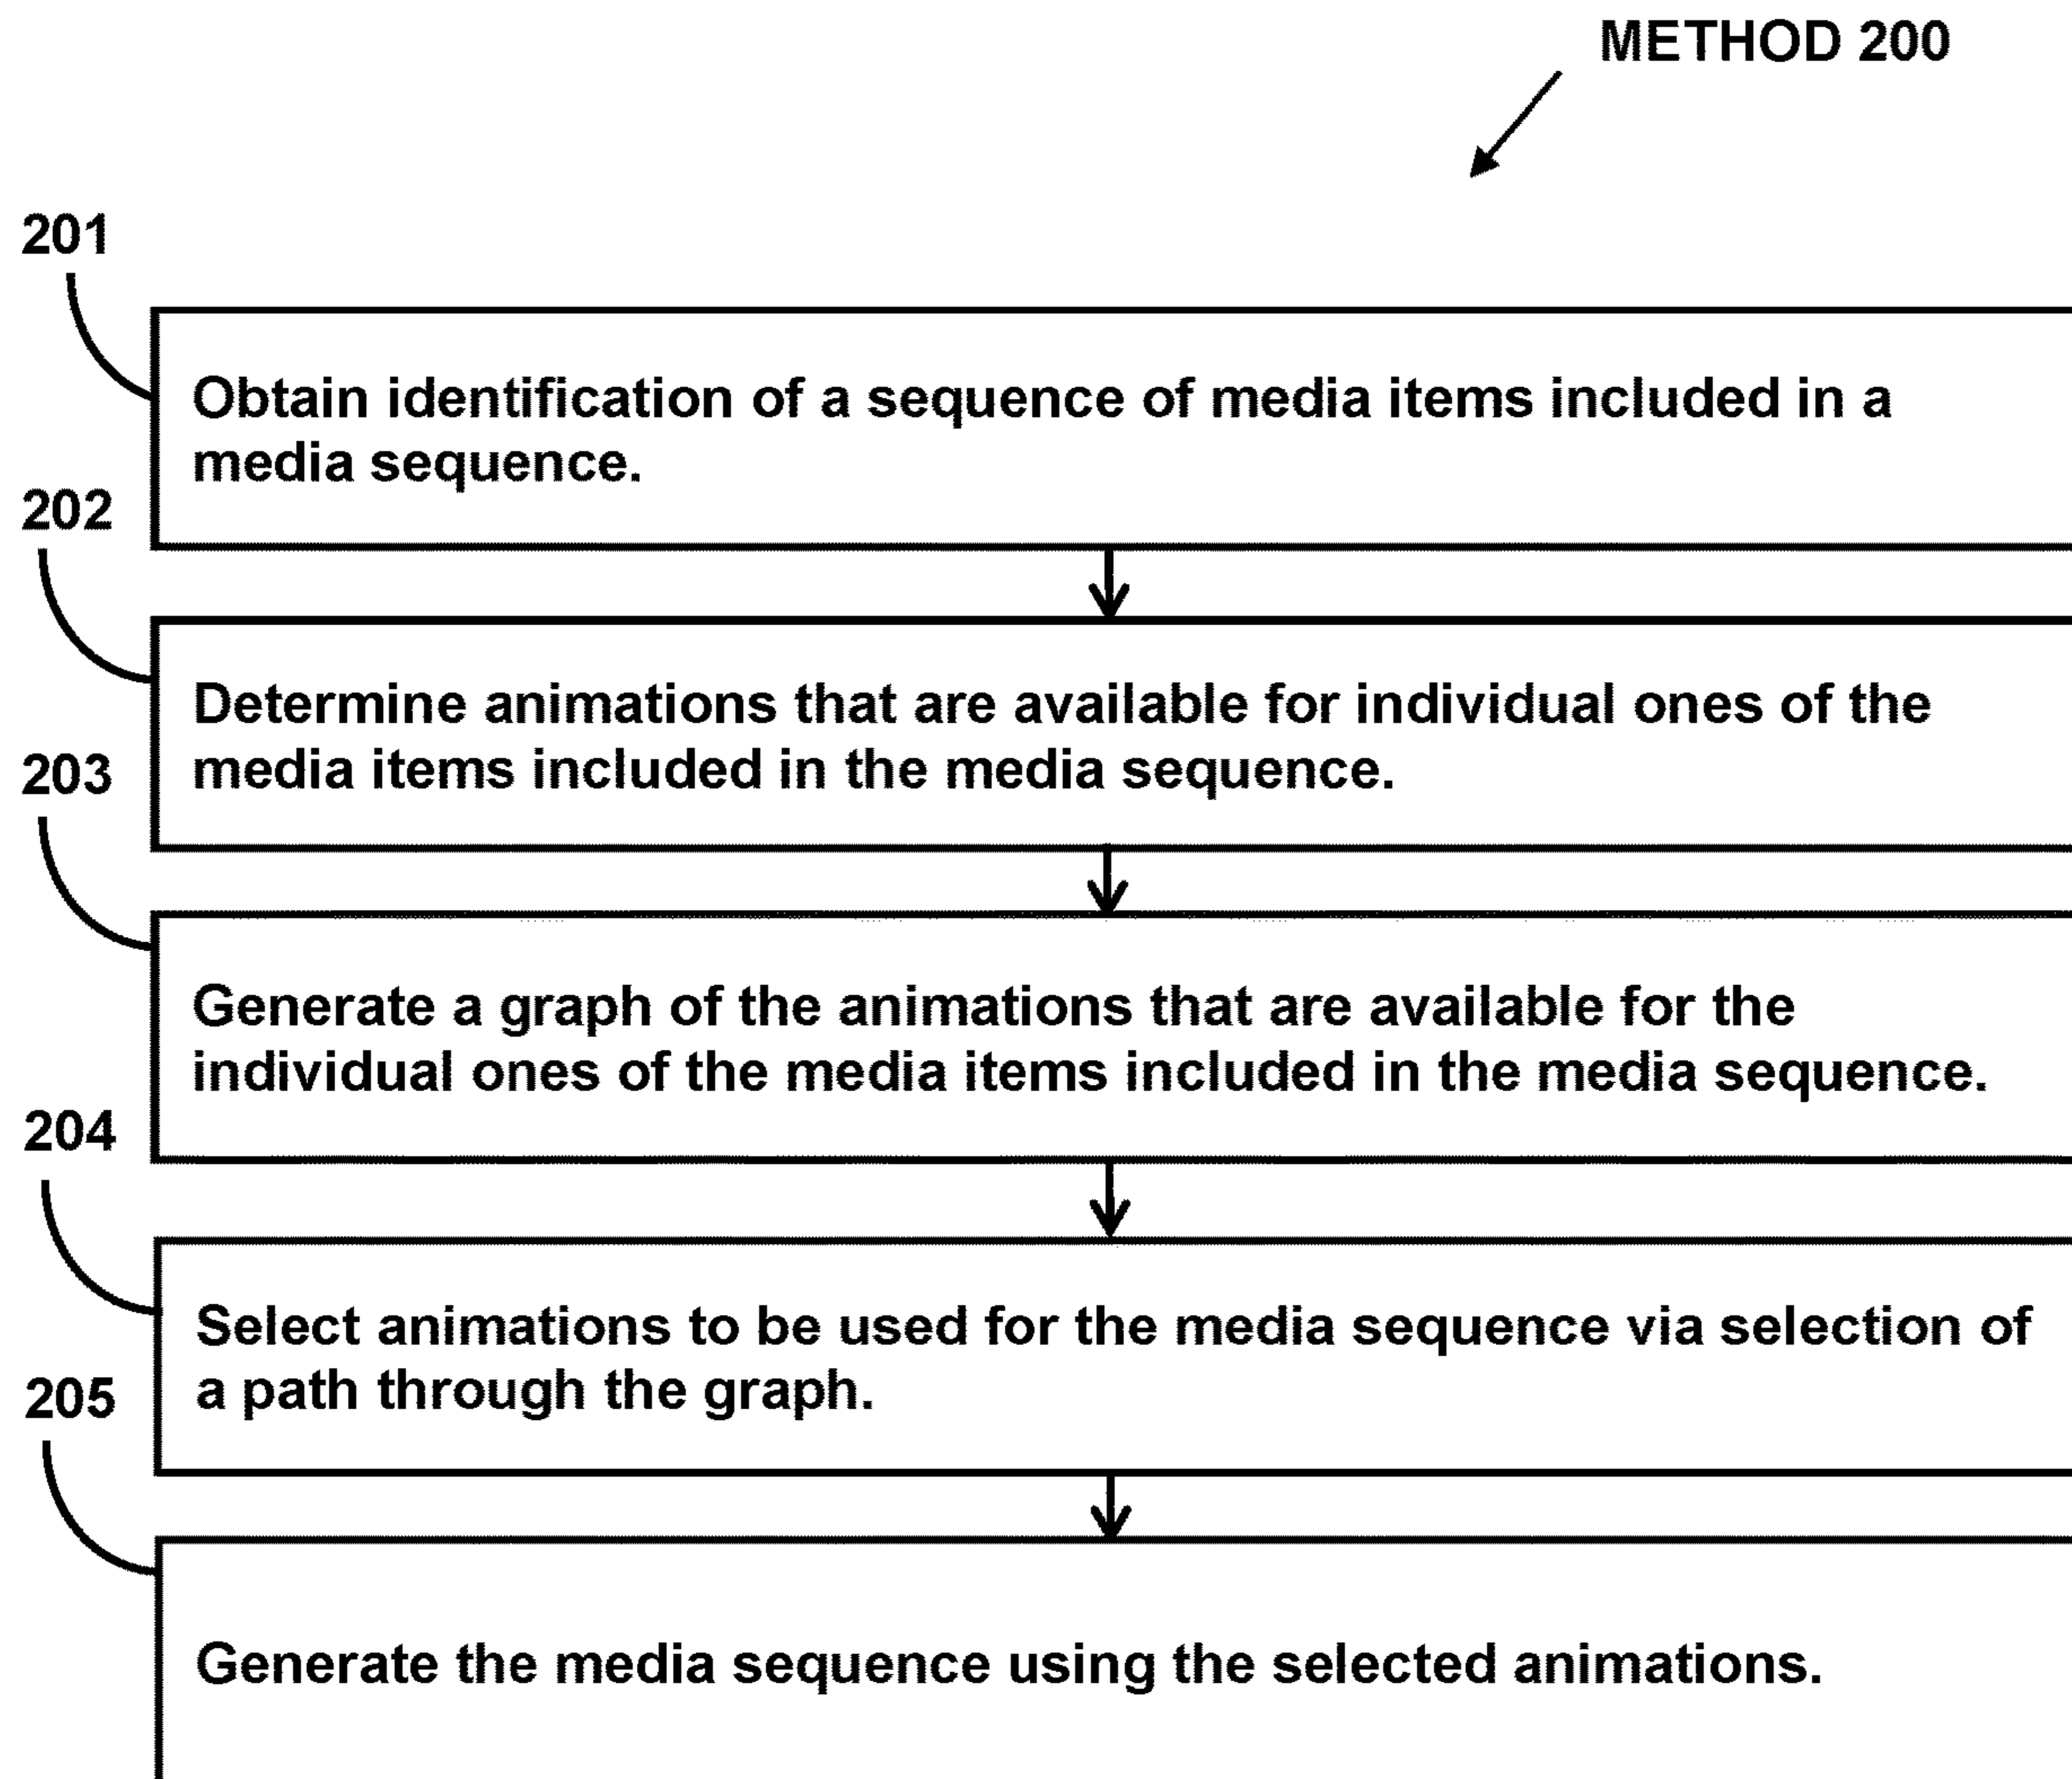 METHOD 200
201
Obtain identification of a sequence of media items included in a
media sequence.
202
Determine animations that are available for individual ones of the
media items included in the media sequence.
203
Generate a graph of the animations that are available for the
individual ones of the media items included in the media sequence.
204
Select animations to be used for the media sequence via selection of
a path through the graph.
205
Generate the media sequence using the selected animations.